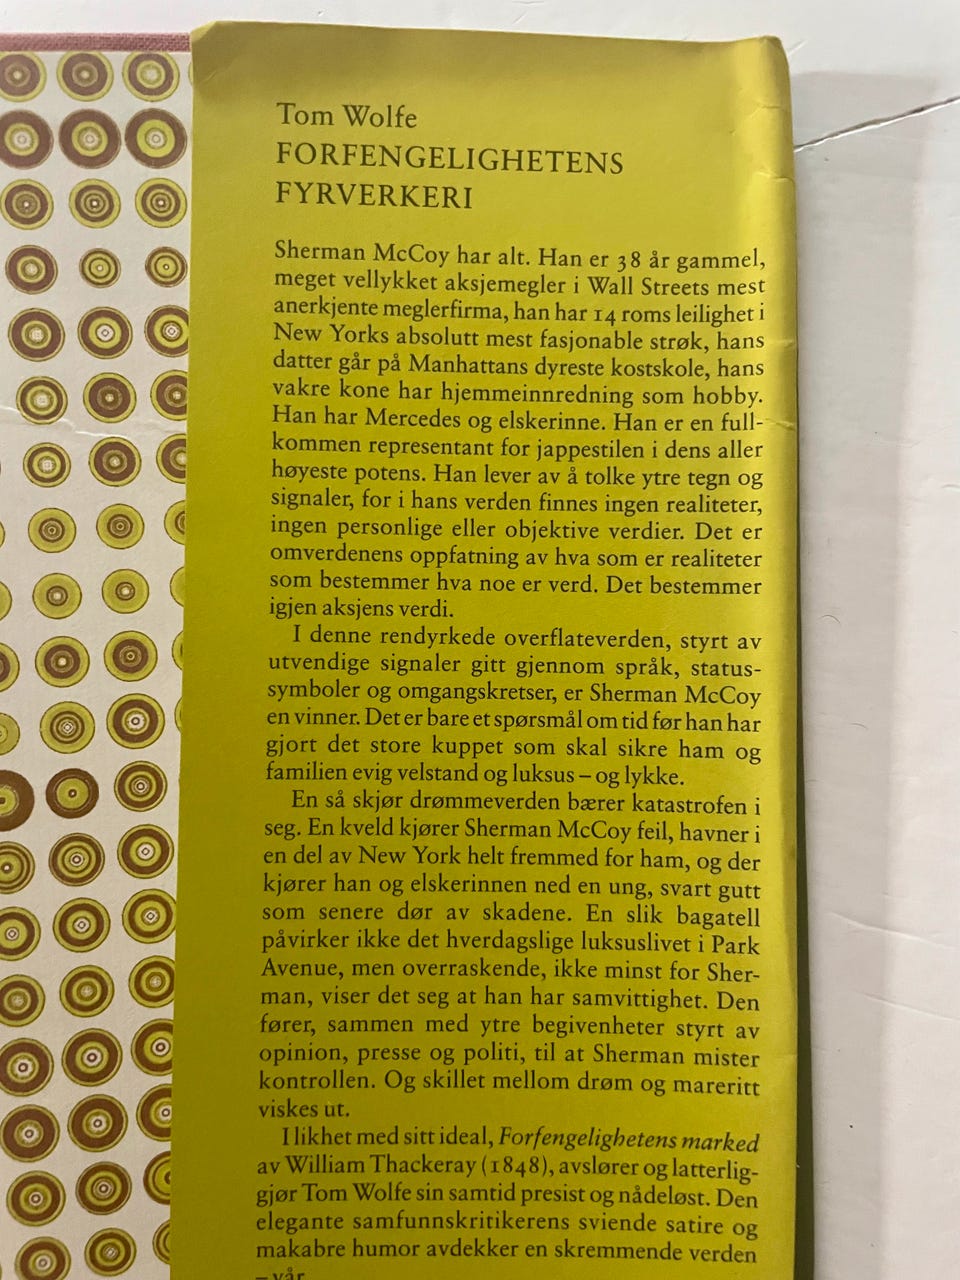 Tom Wolfe
FORFENGELIGHETENS
FYRVERKERI
Sherman McCoy har alt. Han er 38 år gammel,
meget vellykket aksjemegler i Wall Streets mest
anerkjente meglerfirma, han har 14 roms leilighet i
New Yorks absolutt mest fasjonable strøk, hans
datter går på Manhattans dyreste kostskole, hans
vakre kone har hjemmeinnredning som hobby.
Han har Mercedes og elskerinne. Han er en full-
kommen representant for jappestilen i dens aller
høyeste potens. Han lever av å tolke ytre tegn og
signaler, for i hans verden finnes ingen realiteter,
ingen personlige eller objektive verdier. Det er
omverdenens oppfatning av hva som er realiteter
som bestemmer hva noe er verd. Det bestemmer
igjen aksjens verdi.
I denne rendyrkede overflateverden, styrt av
utvendige signaler gitt gjennom språk, status-
symboler og omgangskretser, er Sherman McCoy
en vinner. Det er bare et spørsmål om tid før han har
gjort det store kuppet som skal sikre ham og
familien evig velstand og luksus – og lykke.
En så skjør drømmeverden bærer katastrofen i
seg. En kveld kjører Sherman McCoy feil, havner i
en del av New York helt fremmed for ham, og der
kjører han og elskerinnen ned en ung, svart gutt
som senere dør av skadene. En slik bagatell
påvirker ikke det hverdagslige luksuslivet i Park
Avenue, men overraskende, ikke minst for Sher-
man, viser det seg at han har samvittighet. Den
fører, sammen med ytre begivenheter styrt av
opinion, presse og politi, til at Sherman mister
kontrollen. Og skillet mellom drøm og mareritt
viskes ut.
I likhet med sitt ideal, Forfengelighetens marked
av William Thackeray (1848), avslører og latterlig-
gjør Tom Wolfe sin samtid presist og nådeløst. Den
elegante samfunnskritikerens sviende satire og
makabre humor avdekker en skremmende verden
– vår.